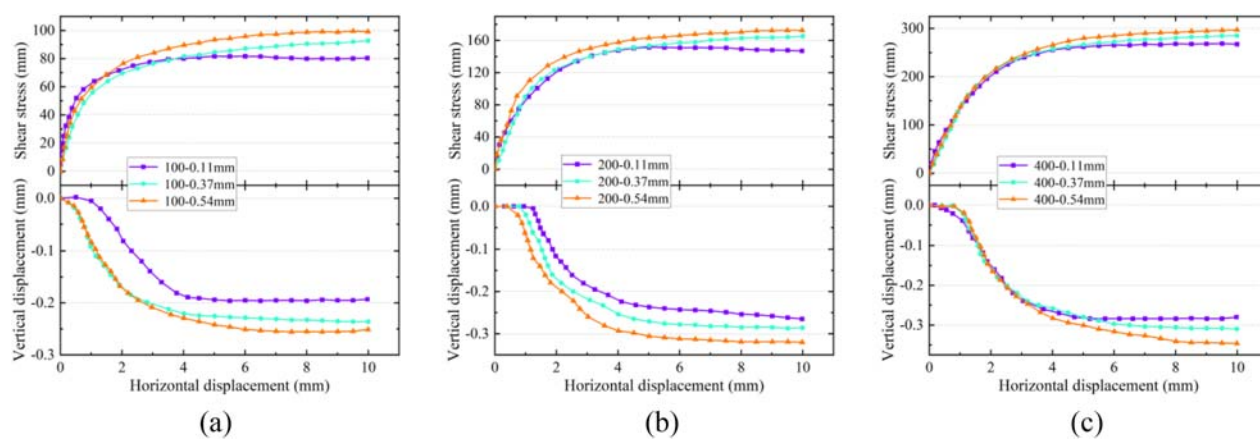 Shear stress (mm)
100
80
60
40
20
0
100-0.11mm
100-0.37mm
100-0.54mm
Vertical displacement (mm)
0.0
-0.1
-0.2
-0.3
0 2 4 6 8 10
Horizontal displacement (mm)
(a)
Shear stress (mm)
160
120
80
40
0
200-0.11mm
200-0.37mm
200-0.54mm
Vertical displacement (mm)
0.0
-0.1
-0.2
-0.3
0 2 4 6 8 10
Horizontal displacement (mm)
(b)
Shear stress (mm)
300
200
100
0
400-0.11mm
400-0.37mm
400-0.54mm
Vertical displacement (mm)
0.0
-0.1
-0.2
-0.3
0 2 4 6 8 10
Horizontal displacement (mm)
(c)